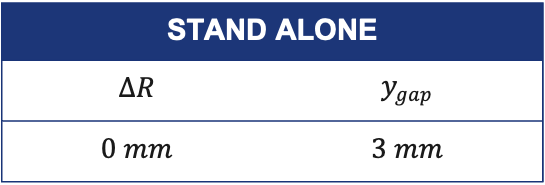 STAND ALONE
ΔR y_gap
0 mm 3 mm